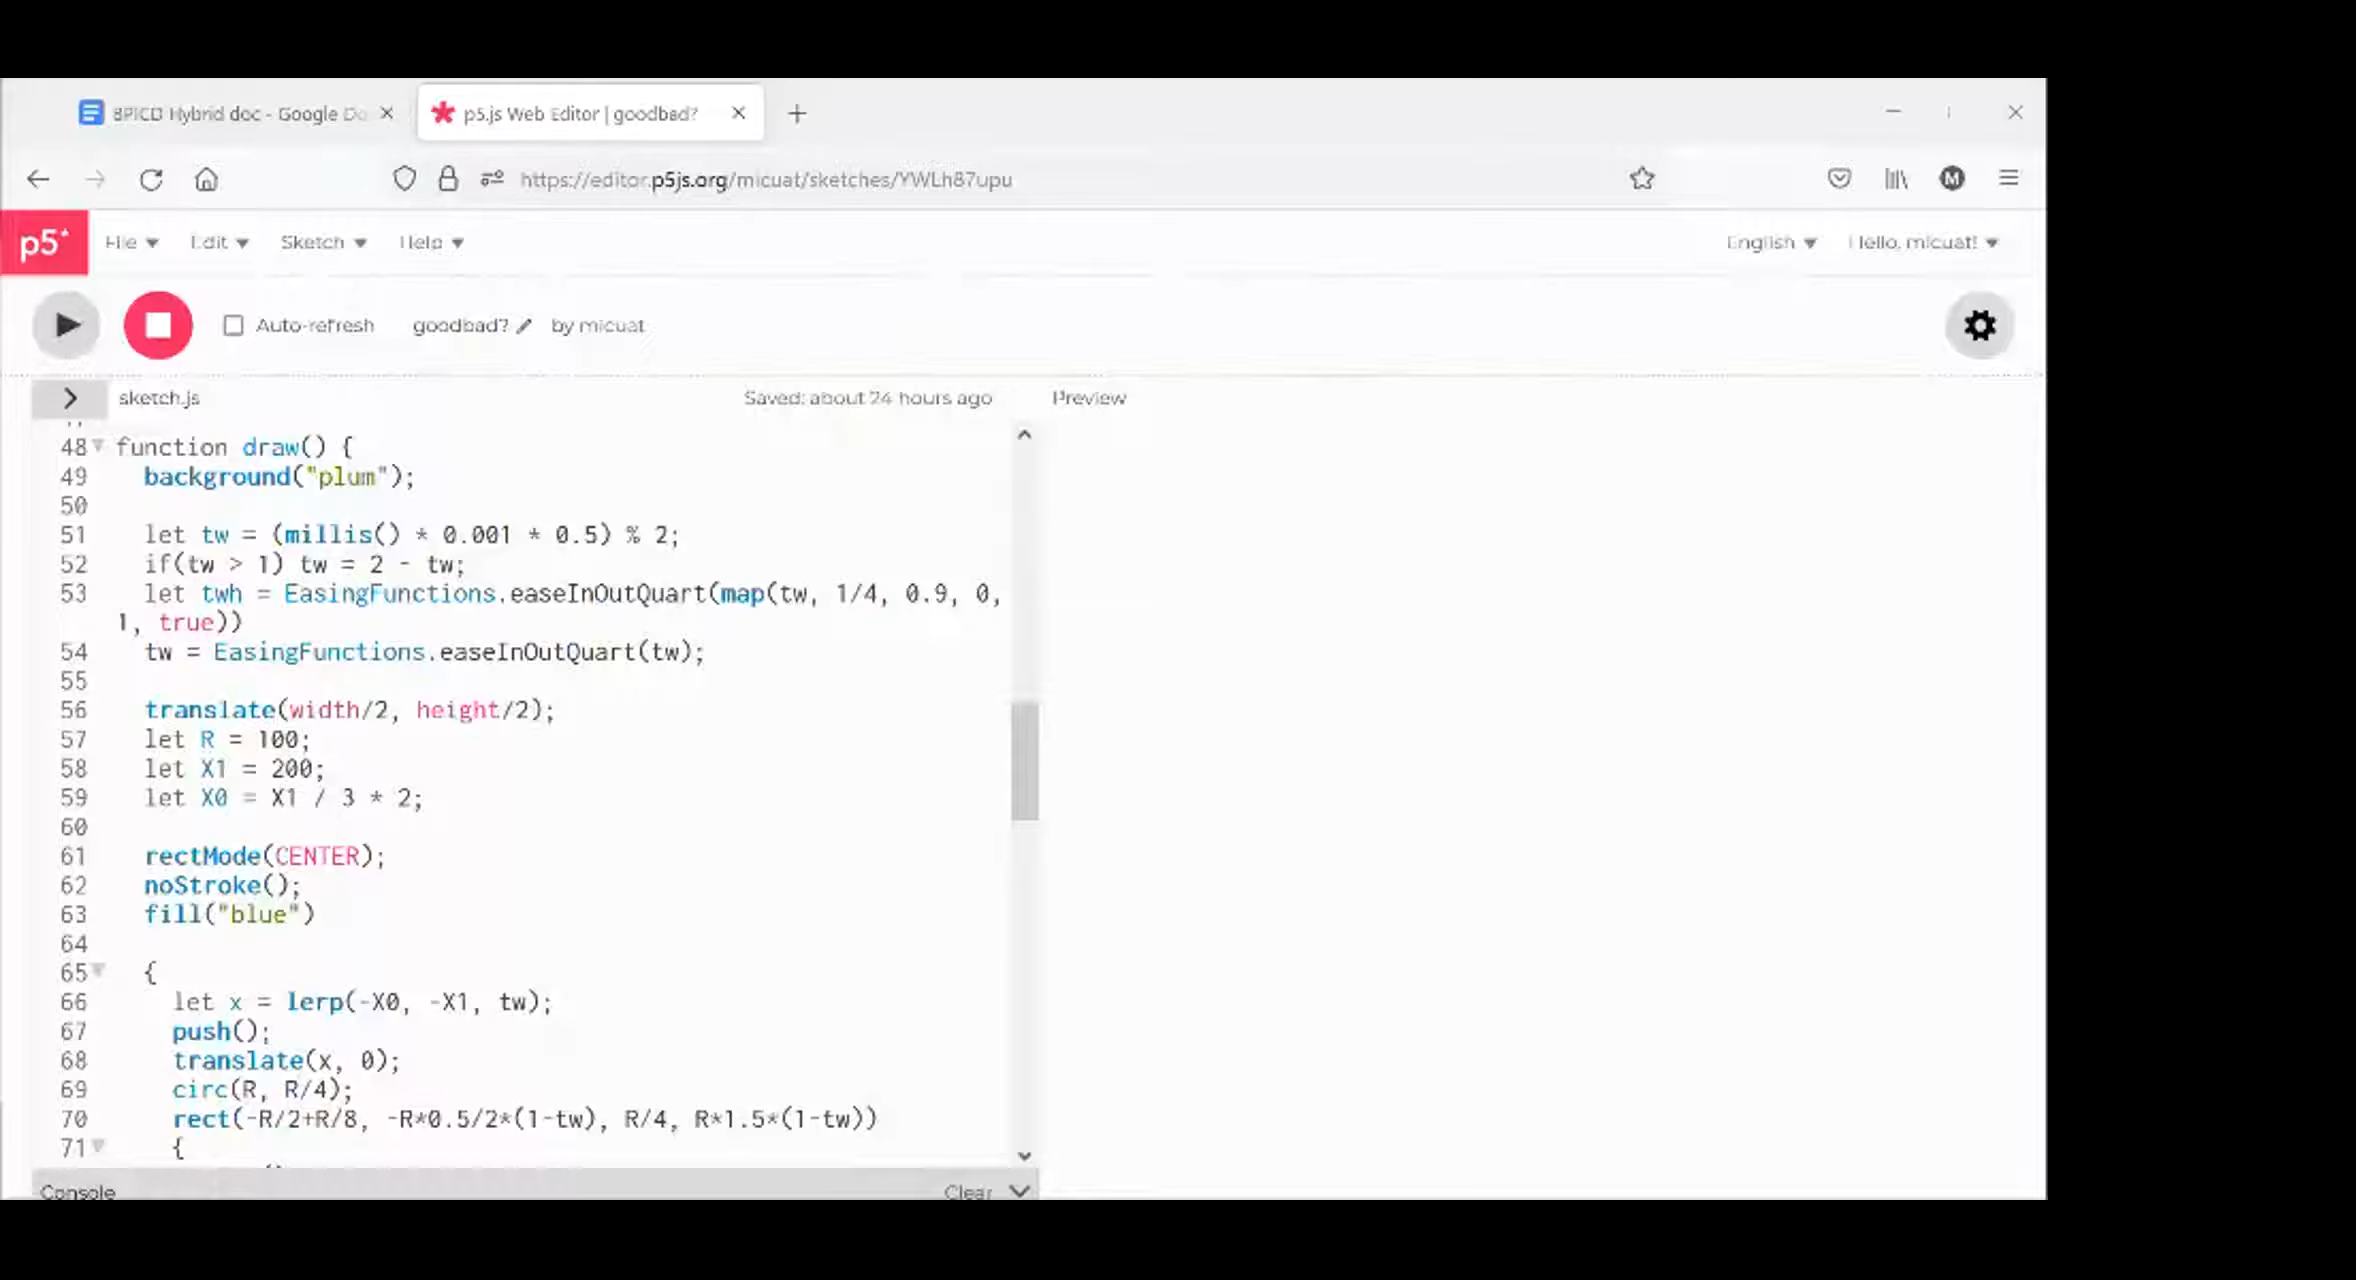 8PICD Hybrid doc - Google Do
p5.js Web Editor | goodbad?
https://editor.p5js.org/micuat/sketches/YWLh87upu
M
p5* File Edit Sketch Help English Hello, micuat!
Auto-refresh goodbad? by micuat
> sketch.js Saved: about 24 hours ago Preview
48 function draw() {
49 background("plum");
50
51 let tw = (millis() * 0.001 * 0.5) % 2;
52 if(tw > 1) tw = 2 - tw;
53 let twh = EasingFunctions.easeInOutQuart(map(tw, 1/4, 0.9, 0,
1, true))
54 tw = EasingFunctions.easeInOutQuart(tw);
55
56 translate(width/2, height/2);
57 let R = 100;
58 let X1 = 200;
59 let X0 = X1 / 3 * 2;
60
61 rectMode(CENTER);
62 noStroke();
63 fill("blue")
64
65 {
66 let x = lerp(-X0, -X1, tw);
67 push();
68 translate(x, 0);
69 circ(R, R/4);
70 rect(-R/2+R/8, -R*0.5/2*(1-tw), R/4, R*1.5*(1-tw))
71 {
Console Clear